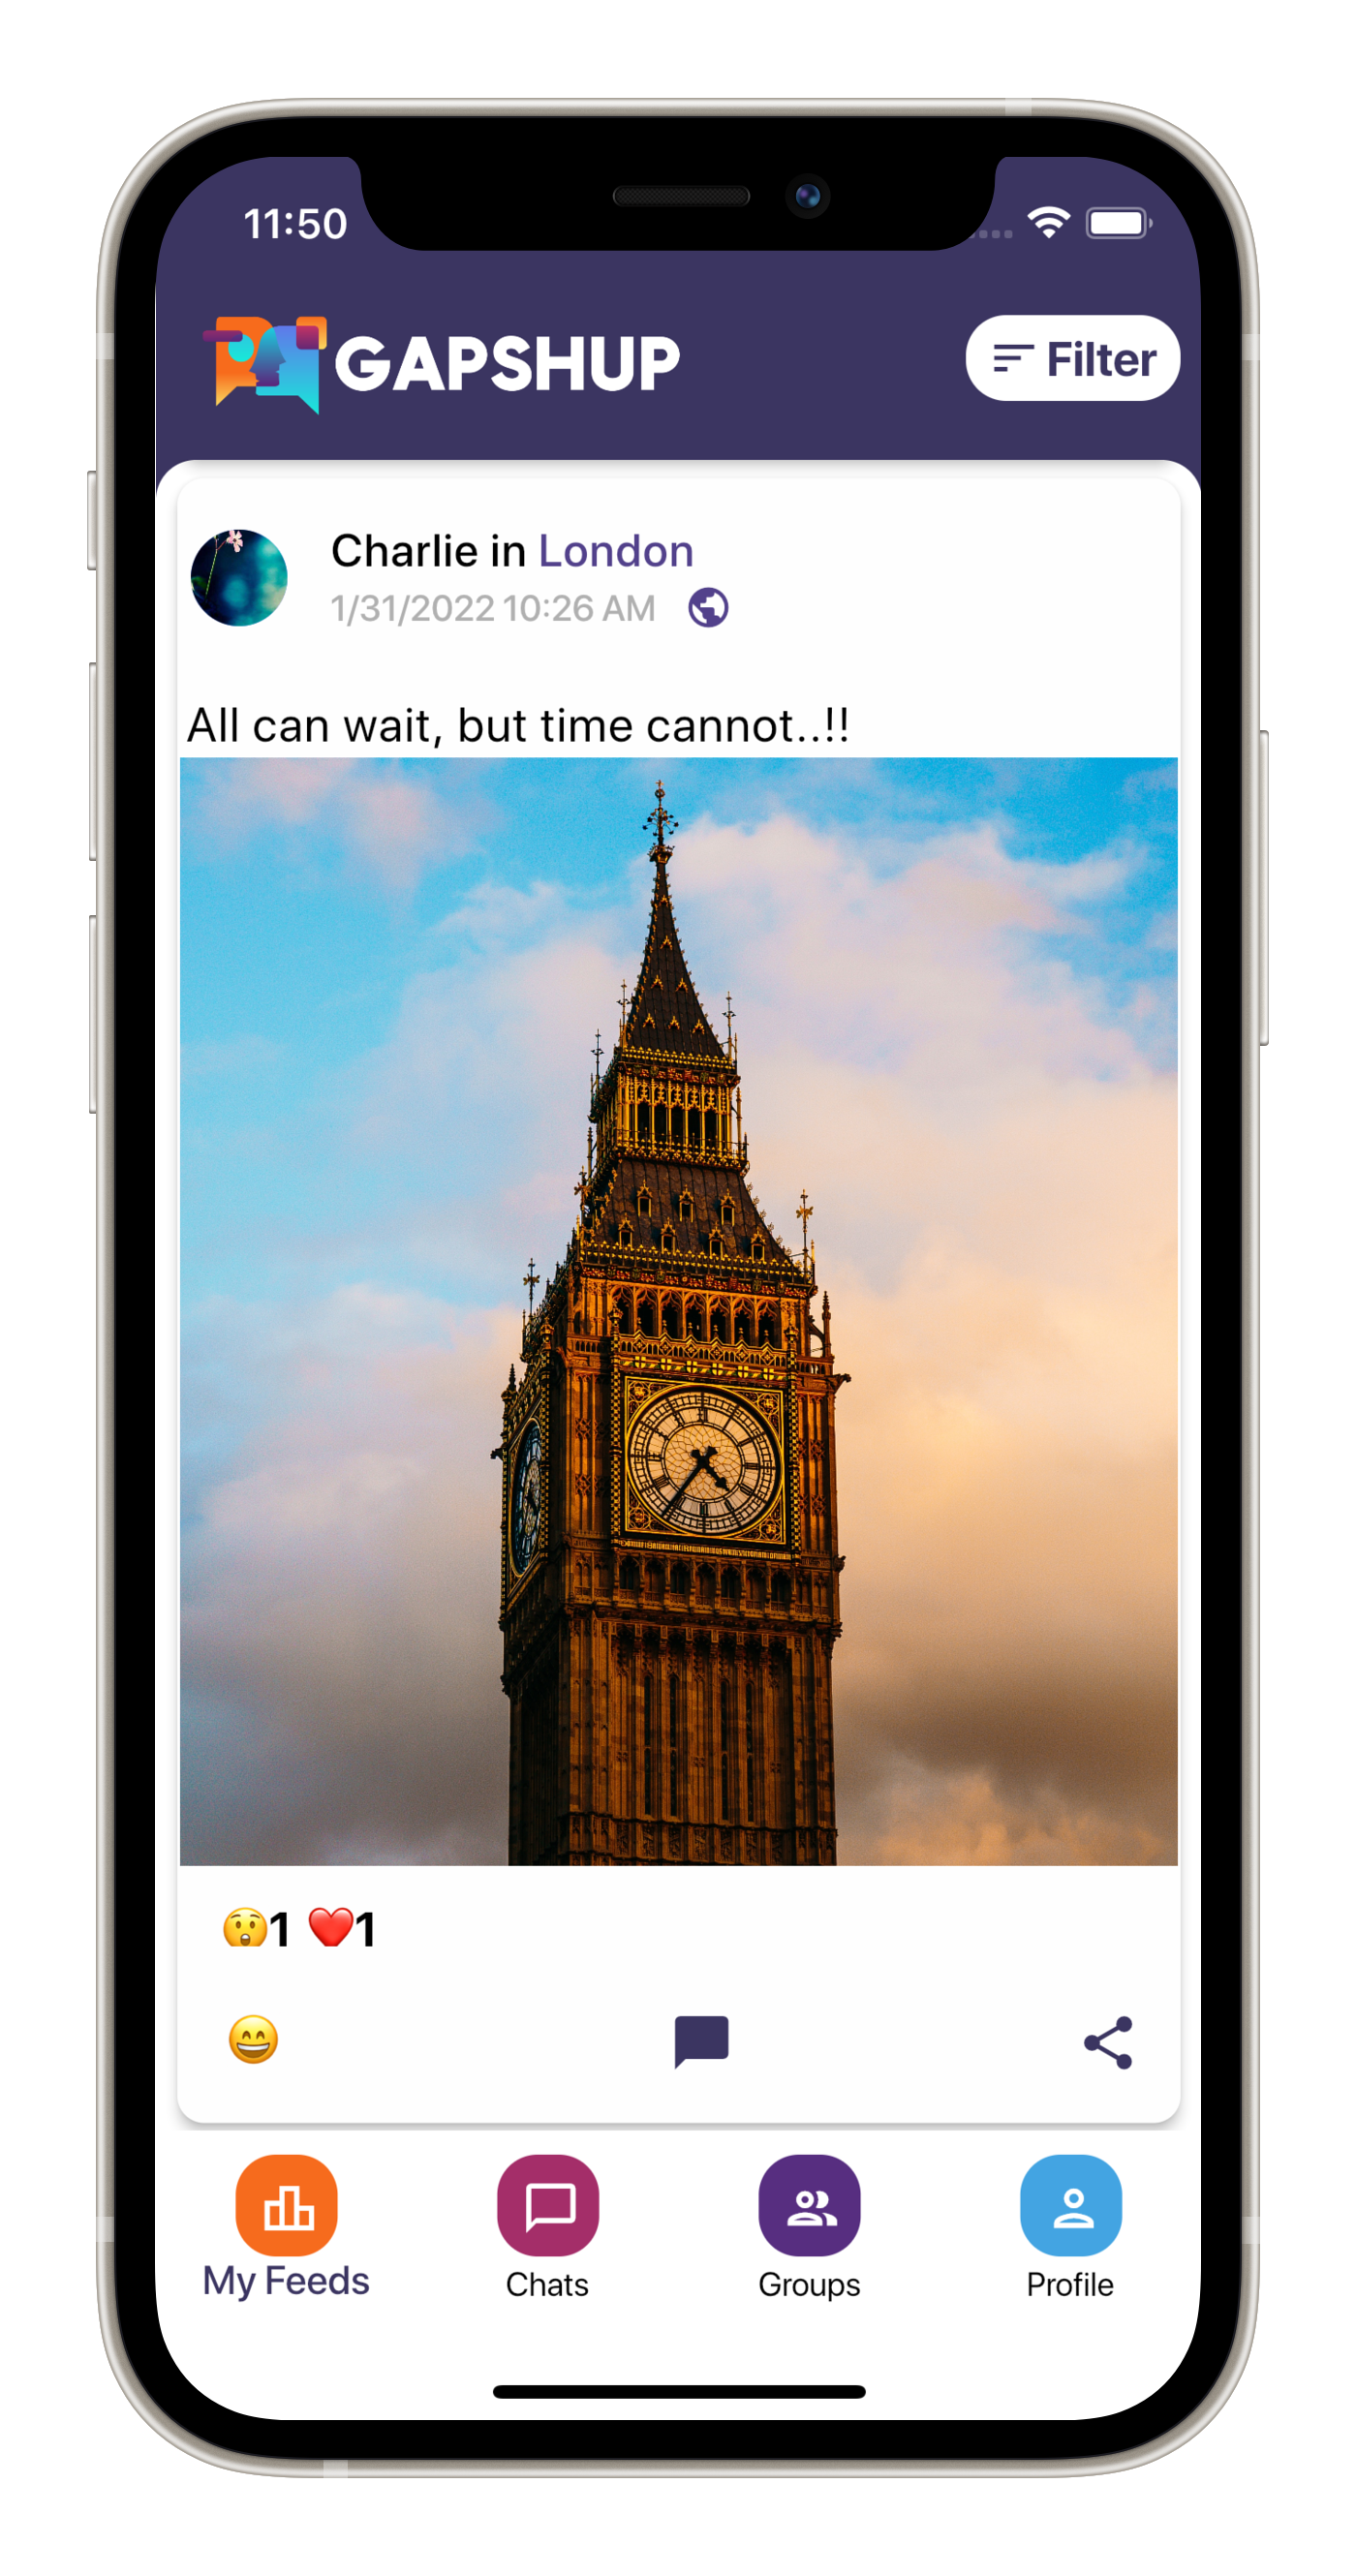 11:50
GAPSHUP
Filter
Charlie in London
1/31/2022 10:26 AM
All can wait, but time cannot..!!
😲1 ❤️1
My Feeds
Chats
Groups
Profile